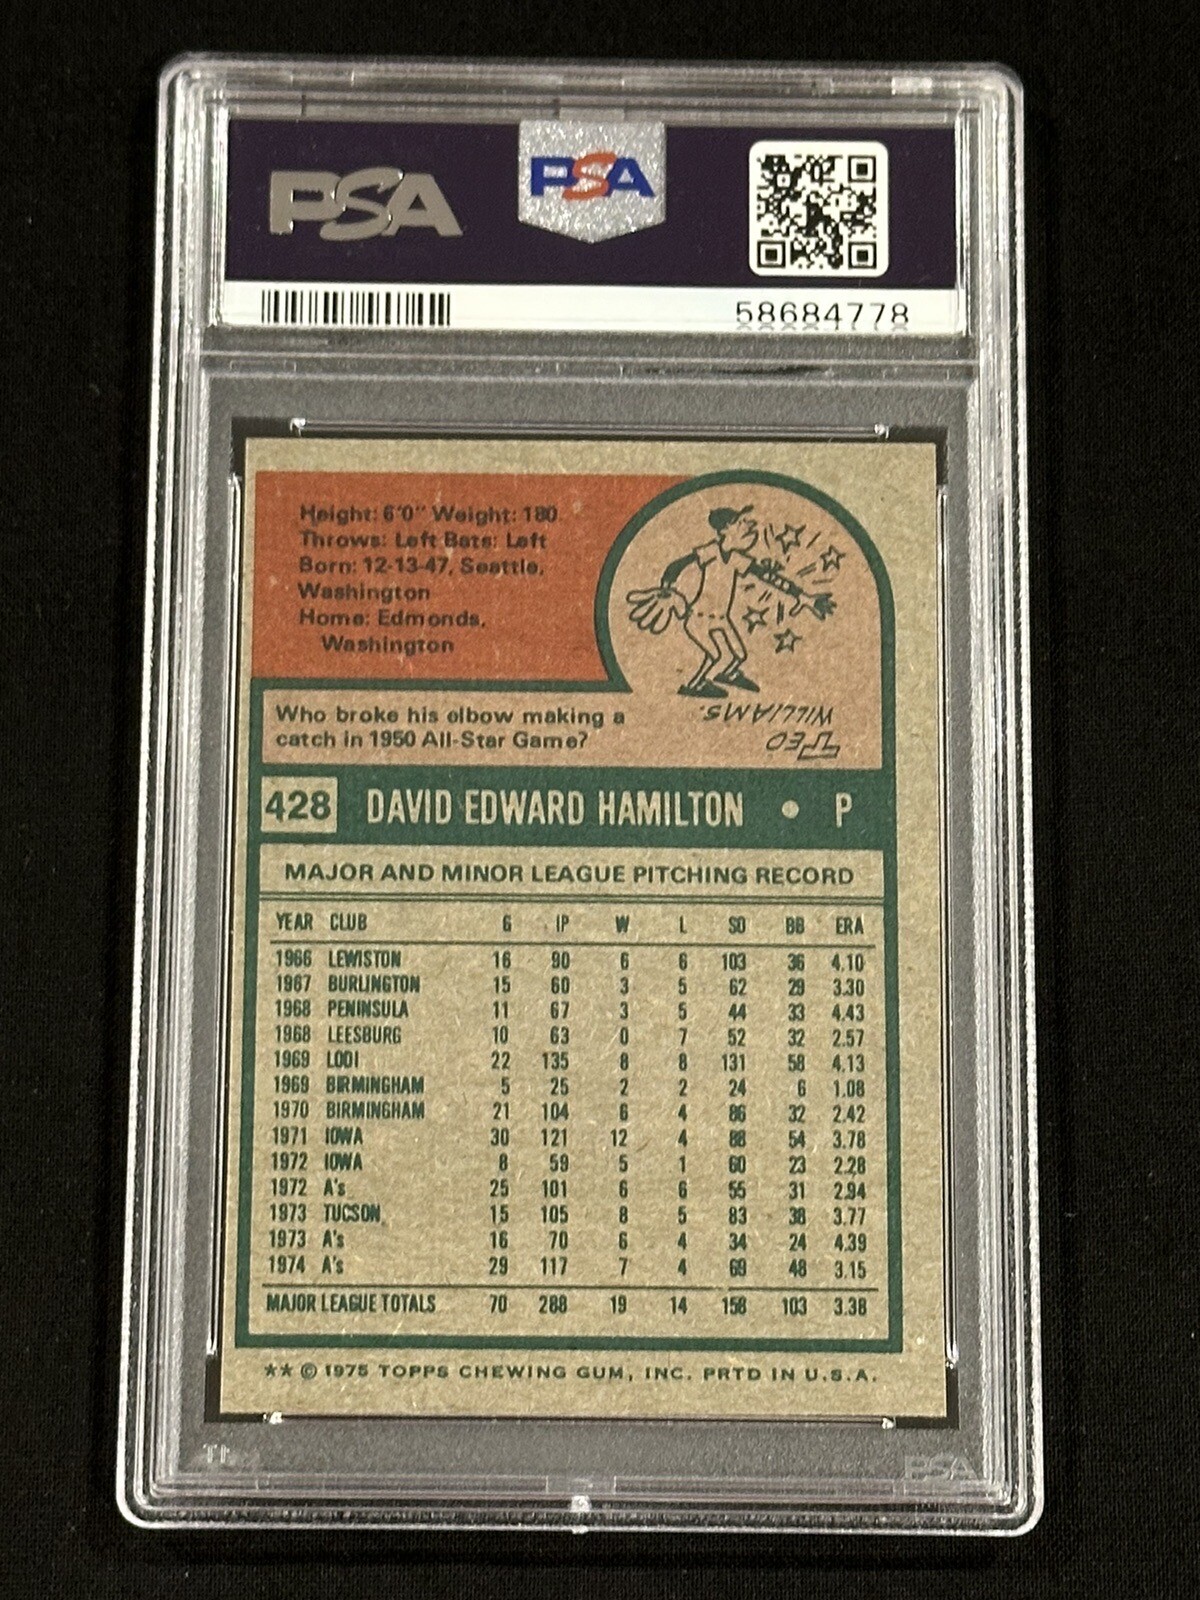 PSA
PSA
58684778
Height: 6'0" Weight: 180
Throws: Left Bats: Left
Born: 12-13-47, Seattle,
Washington
Home: Edmonds,
Washington
Who broke his elbow making a
catch in 1950 All-Star Game?
TED
WILLIAMS.
428 DAVID EDWARD HAMILTON • P
MAJOR AND MINOR LEAGUE PITCHING RECORD
YEAR CLUB G IP W L SO BB ERA
1966 LEWISTON 16 90 6 6 103 36 4.10
1967 BURLINGTON 15 60 3 5 62 29 3.30
1968 PENINSULA 11 67 3 5 44 33 4.43
1968 LEESBURG 10 63 0 7 52 32 2.57
1969 LODI 22 135 8 8 131 58 4.13
1969 BIRMINGHAM 5 25 2 2 24 6 1.08
1970 BIRMINGHAM 21 104 6 4 86 32 2.42
1971 IOWA 30 121 12 4 88 54 3.78
1972 IOWA 8 59 5 1 60 23 2.28
1972 A's 25 101 6 6 55 31 2.94
1973 TUCSON 15 105 8 5 83 38 3.77
1973 A's 16 70 6 4 34 24 4.39
1974 A's 29 117 7 4 69 48 3.15
MAJOR LEAGUE TOTALS 70 288 19 14 158 103 3.38
** © 1975 TOPPS CHEWING GUM, INC. PRTD IN U.S.A.
PSA